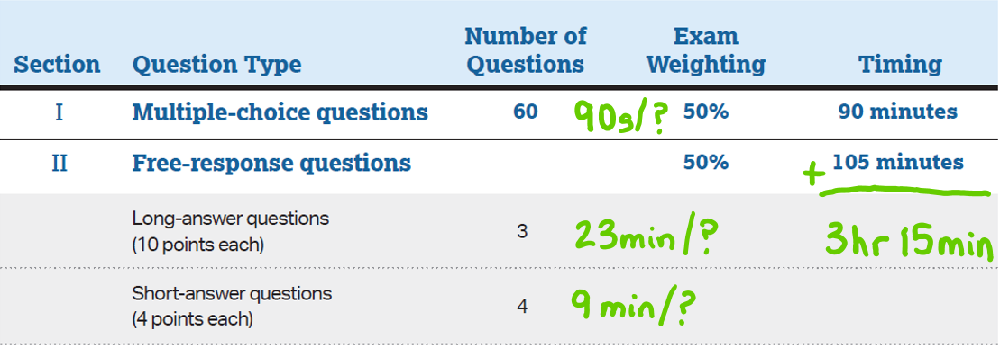 Section Question Type Number of Questions Exam Weighting Timing
I Multiple-choice questions 60 90s/? 50% 90 minutes
II Free-response questions 50% + 105 minutes
Long-answer questions
(10 points each) 3 23min/? 3hr 15min
Short-answer questions
(4 points each) 4 9 min/?